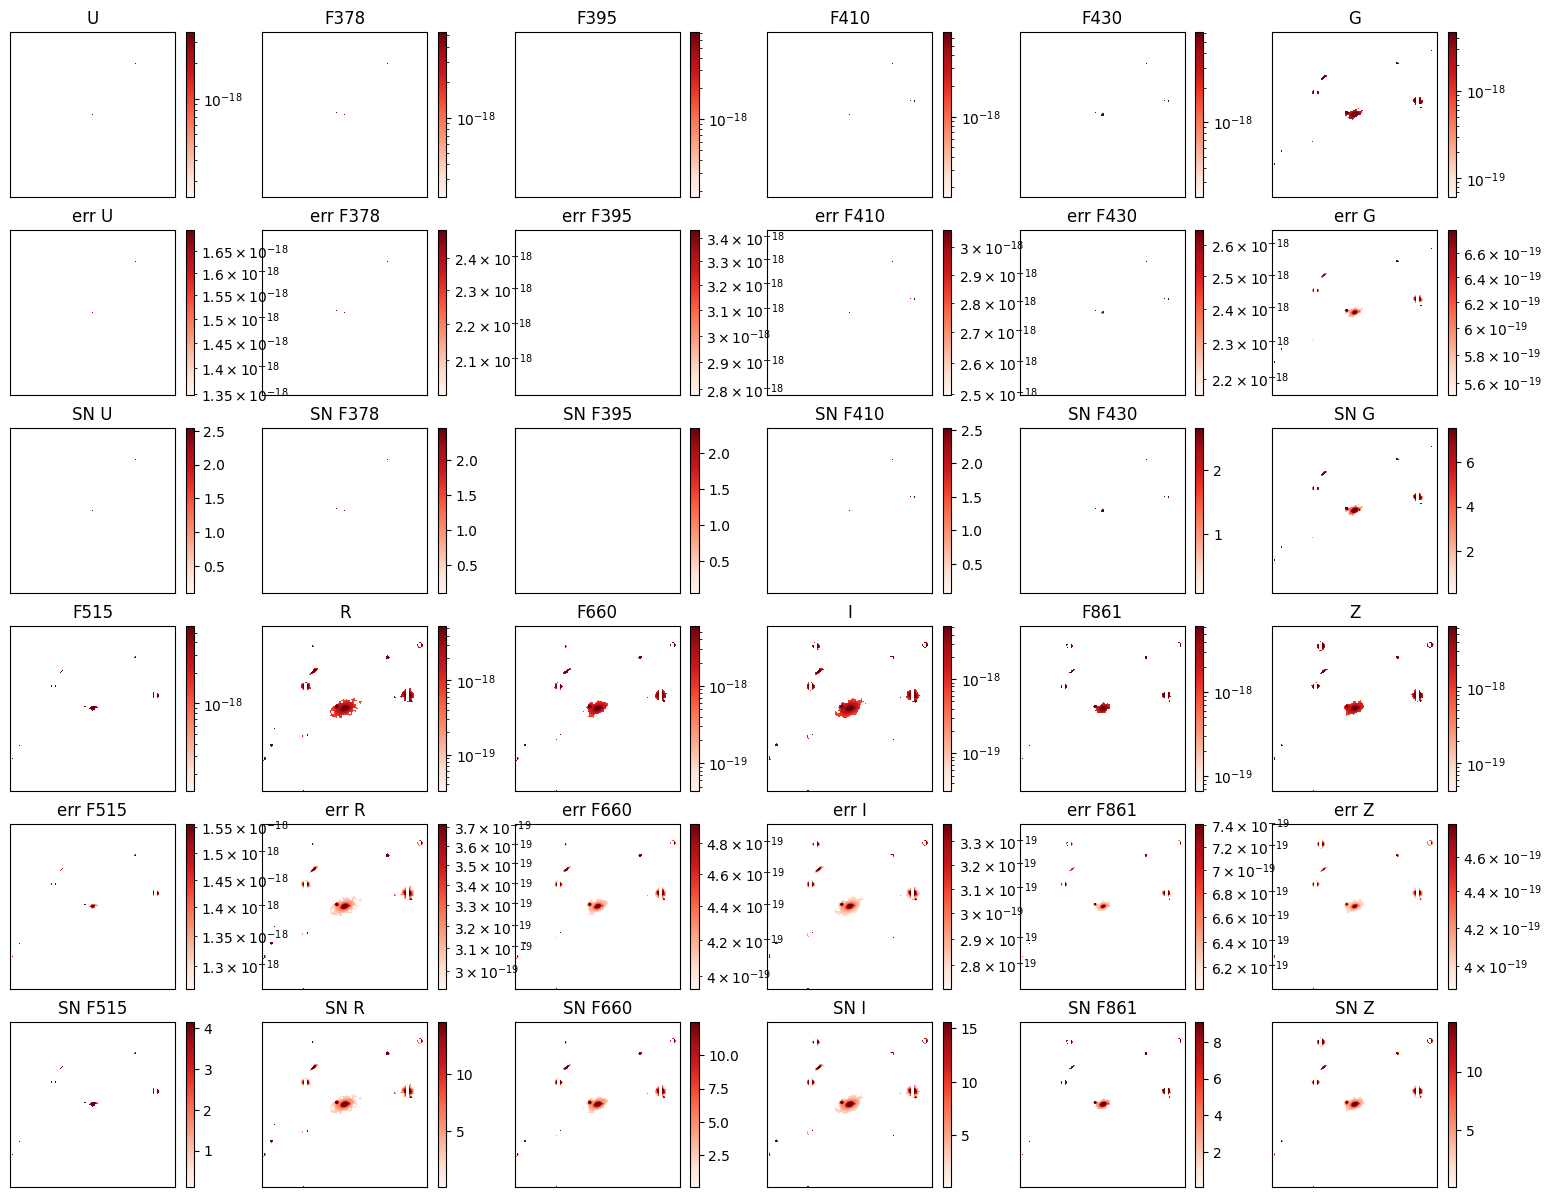 U F378 F395 F410 F430 G
10⁻¹⁸ 10⁻¹⁸ 10⁻¹⁸ 10⁻¹⁸ 10⁻¹⁸ 10⁻¹⁸
10⁻¹⁹
err U err F378 err F395 err F410 err F430 err G
1.65 × 10⁻¹⁸
1.6 × 10⁻¹⁸
1.55 × 10⁻¹⁸
1.5 × 10⁻¹⁸
1.45 × 10⁻¹⁸
1.4 × 10⁻¹⁸
1.35 × 10⁻¹⁸
2.4 × 10⁻¹⁸
2.3 × 10⁻¹⁸
2.2 × 10⁻¹⁸
2.1 × 10⁻¹⁸
3.4 × 10⁻¹⁸
3.3 × 10⁻¹⁸
3.2 × 10⁻¹⁸
3.1 × 10⁻¹⁸
3 × 10⁻¹⁸
2.9 × 10⁻¹⁸
2.8 × 10⁻¹⁸
3 × 10⁻¹⁸
2.9 × 10⁻¹⁸
2.8 × 10⁻¹⁸
2.7 × 10⁻¹⁸
2.6 × 10⁻¹⁸
2.5 × 10⁻¹⁸
2.6 × 10⁻¹⁸
2.5 × 10⁻¹⁸
2.4 × 10⁻¹⁸
2.3 × 10⁻¹⁸
2.2 × 10⁻¹⁸
6.6 × 10⁻¹⁹
6.4 × 10⁻¹⁹
6.2 × 10⁻¹⁹
6 × 10⁻¹⁹
5.8 × 10⁻¹⁹
5.6 × 10⁻¹⁹
SN U SN F378 SN F395 SN F410 SN F430 SN G
2.5
2.0
1.5
1.0
0.5
2.0
1.5
1.0
0.5
2.0
1.5
1.0
0.5
2.5
2.0
1.5
1.0
0.5
2
1
6
4
2
F515 R F660 I F861 Z
10⁻¹⁸
10⁻¹⁸
10⁻¹⁹
10⁻¹⁸
10⁻¹⁹
10⁻¹⁸
10⁻¹⁹
10⁻¹⁸
10⁻¹⁹
10⁻¹⁸
10⁻¹⁹
err F515 err R err F660 err I err F861 err Z
1.55 × 10⁻¹⁸
1.5 × 10⁻¹⁸
1.45 × 10⁻¹⁸
1.4 × 10⁻¹⁸
1.35 × 10⁻¹⁸
1.3 × 10⁻¹⁸
3.7 × 10⁻¹⁹
3.6 × 10⁻¹⁹
3.5 × 10⁻¹⁹
3.4 × 10⁻¹⁹
3.3 × 10⁻¹⁹
3.2 × 10⁻¹⁹
3.1 × 10⁻¹⁹
3 × 10⁻¹⁹
4.8 × 10⁻¹⁹
4.6 × 10⁻¹⁹
4.4 × 10⁻¹⁹
4.2 × 10⁻¹⁹
4 × 10⁻¹⁹
3.3 × 10⁻¹⁹
3.2 × 10⁻¹⁹
3.1 × 10⁻¹⁹
3 × 10⁻¹⁹
2.9 × 10⁻¹⁹
2.8 × 10⁻¹⁹
7.4 × 10⁻¹⁹
7.2 × 10⁻¹⁹
7 × 10⁻¹⁹
6.8 × 10⁻¹⁹
6.6 × 10⁻¹⁹
6.4 × 10⁻¹⁹
6.2 × 10⁻¹⁹
4.6 × 10⁻¹⁹
4.4 × 10⁻¹⁹
4.2 × 10⁻¹⁹
4 × 10⁻¹⁹
SN F515 SN R SN F660 SN I SN F861 SN Z
4
3
2
1
10
5
10.0
7.5
5.0
2.5
15
10
5
8
6
4
2
10
5